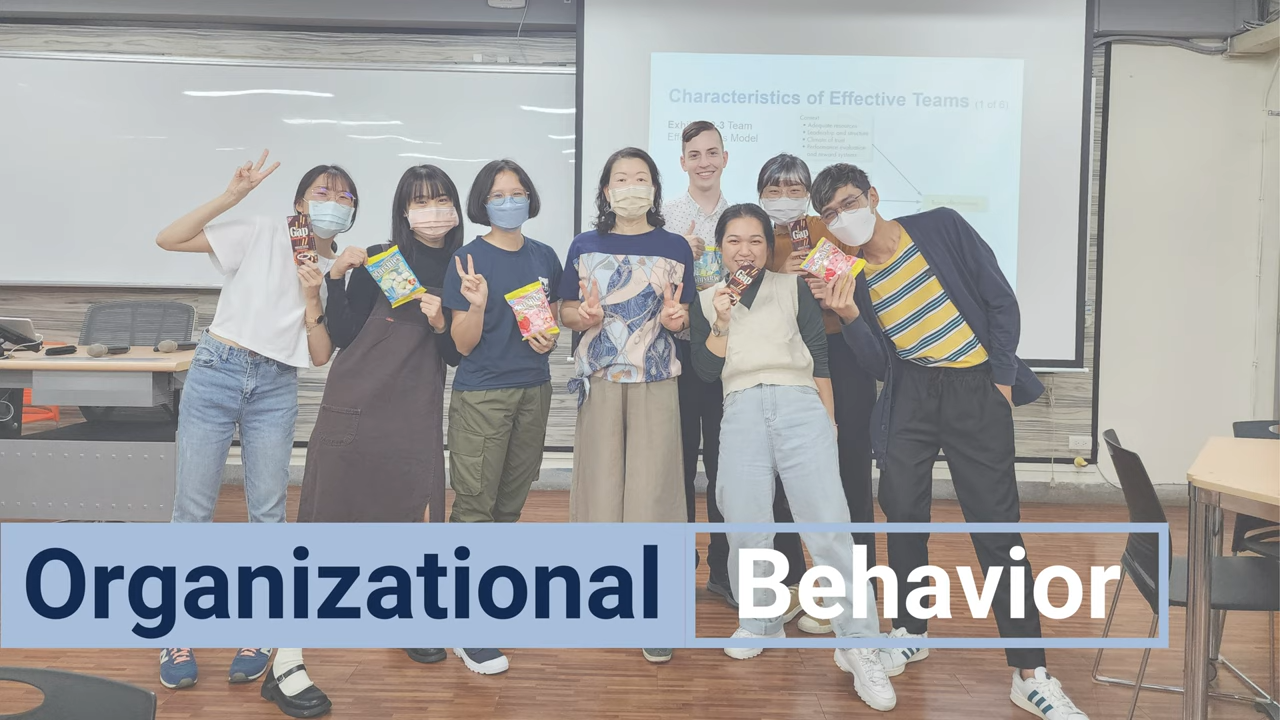 Characteristics of Effective Teams (1 of 6)
Team
Model
Context
• Adequate resources
• Leadership and structure
• Climate of trust
• Performance evaluation
and reward systems
Gap
Gap
Gap
Organizational Behavior